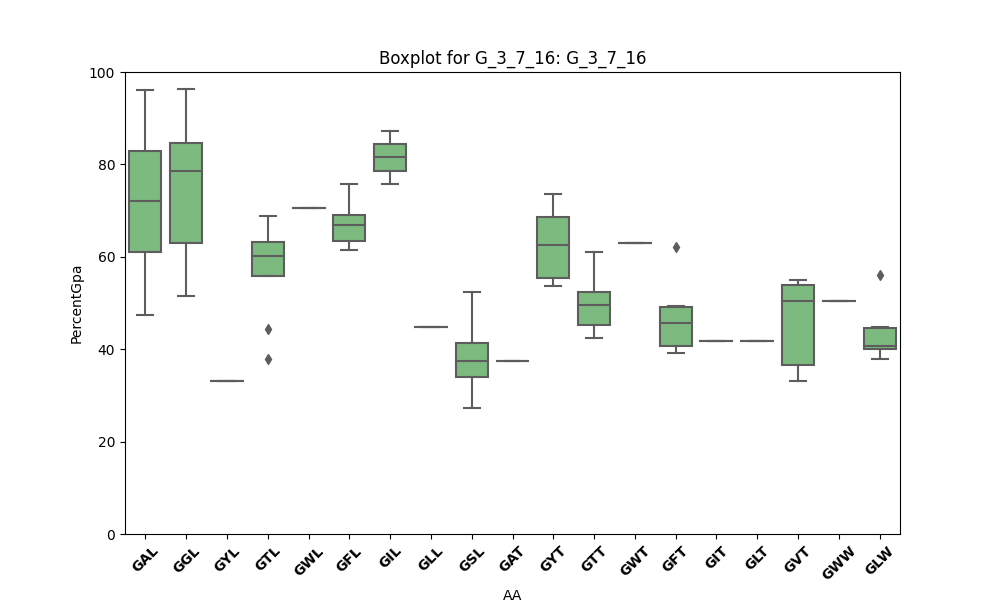 Boxplot for G_3_7_16: G_3_7_16
PercentGpa
100
80
60
40
20
0
GAL GGL GYL GTL GWL GFL GIL GLL GSL GAT GYT GTT GWT GFT GIT GLT GVT GWW GLW
AA